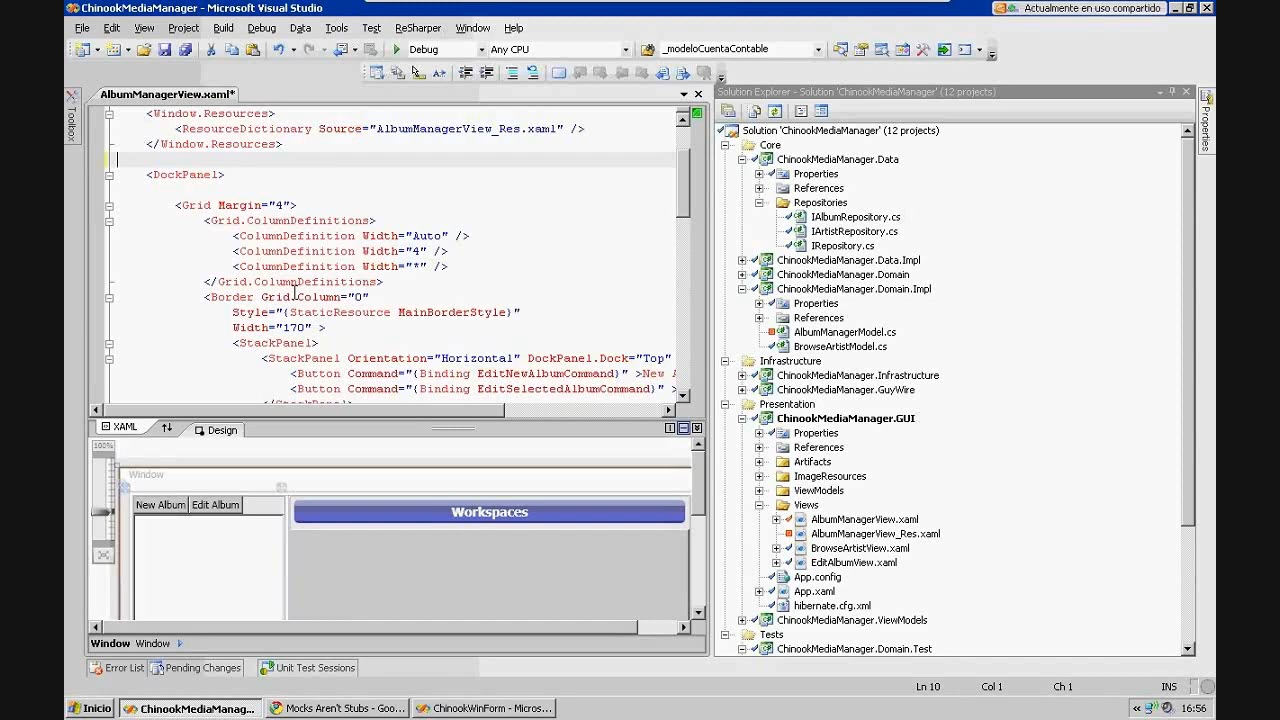 ChinookMediaManager - Microsoft Visual Studio
Actualmente en uso compartido
File Edit View Project Build Debug Data Tools Test ReSharper Window Help
Debug Any CPU _modeloCuentaContable
AlbumManagerView.xaml*
Toolbox
<Window.Resources>
<ResourceDictionary Source="AlbumManagerView_Res.xaml" />
</Window.Resources>
<DockPanel>
<Grid Margin="4">
<Grid.ColumnDefinitions>
<ColumnDefinition Width="Auto" />
<ColumnDefinition Width="4" />
<ColumnDefinition Width="*" />
</Grid.ColumnDefinitions>
<Border Grid.Column="0"
Style="{StaticResource MainBorderStyle}"
Width="170" >
<StackPanel>
<StackPanel Orientation="Horizontal" DockPanel.Dock="Top"
<Button Command="{Binding EditNewAlbumCommand}" >New A
<Button Command="{Binding EditSelectedAlbumCommand}" >
</StackPanel>
XAML Design
100%
Window
New Album Edit Album
Workspaces
Window Window
Error List Pending Changes Unit Test Sessions
Solution Explorer - Solution 'ChinookMediaManager' (12 projects)
Properties
Solution 'ChinookMediaManager' (12 projects)
Core
ChinookMediaManager.Data
Properties
References
Repositories
IAlbumRepository.cs
IArtistRepository.cs
IRepository.cs
ChinookMediaManager.Data.Impl
ChinookMediaManager.Domain
ChinookMediaManager.Domain.Impl
Properties
References
AlbumManagerModel.cs
BrowseArtistModel.cs
Infrastructure
ChinookMediaManager.Infrastructure
ChinookMediaManager.GuyWire
Presentation
ChinookMediaManager.GUI
Properties
References
Artifacts
ImageResources
ViewModels
Views
AlbumManagerView.xaml
AlbumManagerView_Res.xaml
BrowseArtistView.xaml
EditAlbumView.xaml
App.config
App.xaml
hibernate.cfg.xml
ChinookMediaManager.ViewModels
Tests
ChinookMediaManager.Domain.Test
Ln 10 Col 1 Ch 1 INS
Inicio ChinookMediaManag... Mocks Aren't Stubs - Goo... ChinookWinForm - Micros... « 16:56